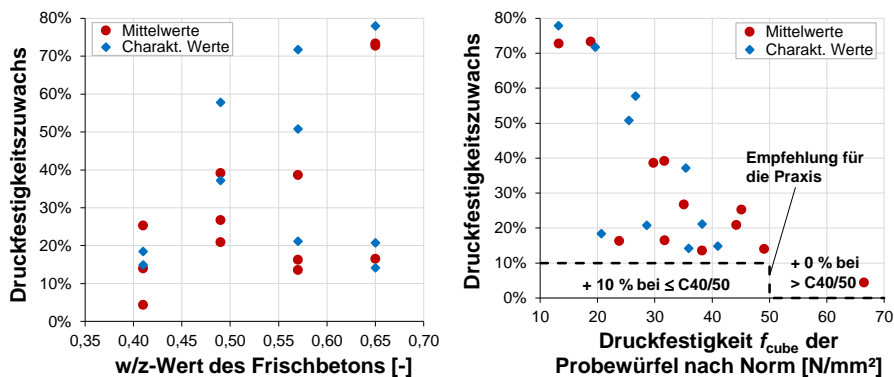 80%
70%
60%
50%
40%
30%
20%
10%
0%
Druckfestigkeitszuwachs
Mittelwerte
Charakt. Werte
0,35 0,40 0,45 0,50 0,55 0,60 0,65 0,70
w/z-Wert des Frischbetons [-]
80%
70%
60%
50%
40%
30%
20%
10%
0%
Druckfestigkeitszuwachs
Mittelwerte
Charakt. Werte
Empfehlung für
die Praxis
+ 10 % bei ≤ C40/50
+ 0 % bei
> C40/50
10 20 30 40 50 60 70
Druckfestigkeit fcube der
Probewürfel nach Norm [N/mm²]